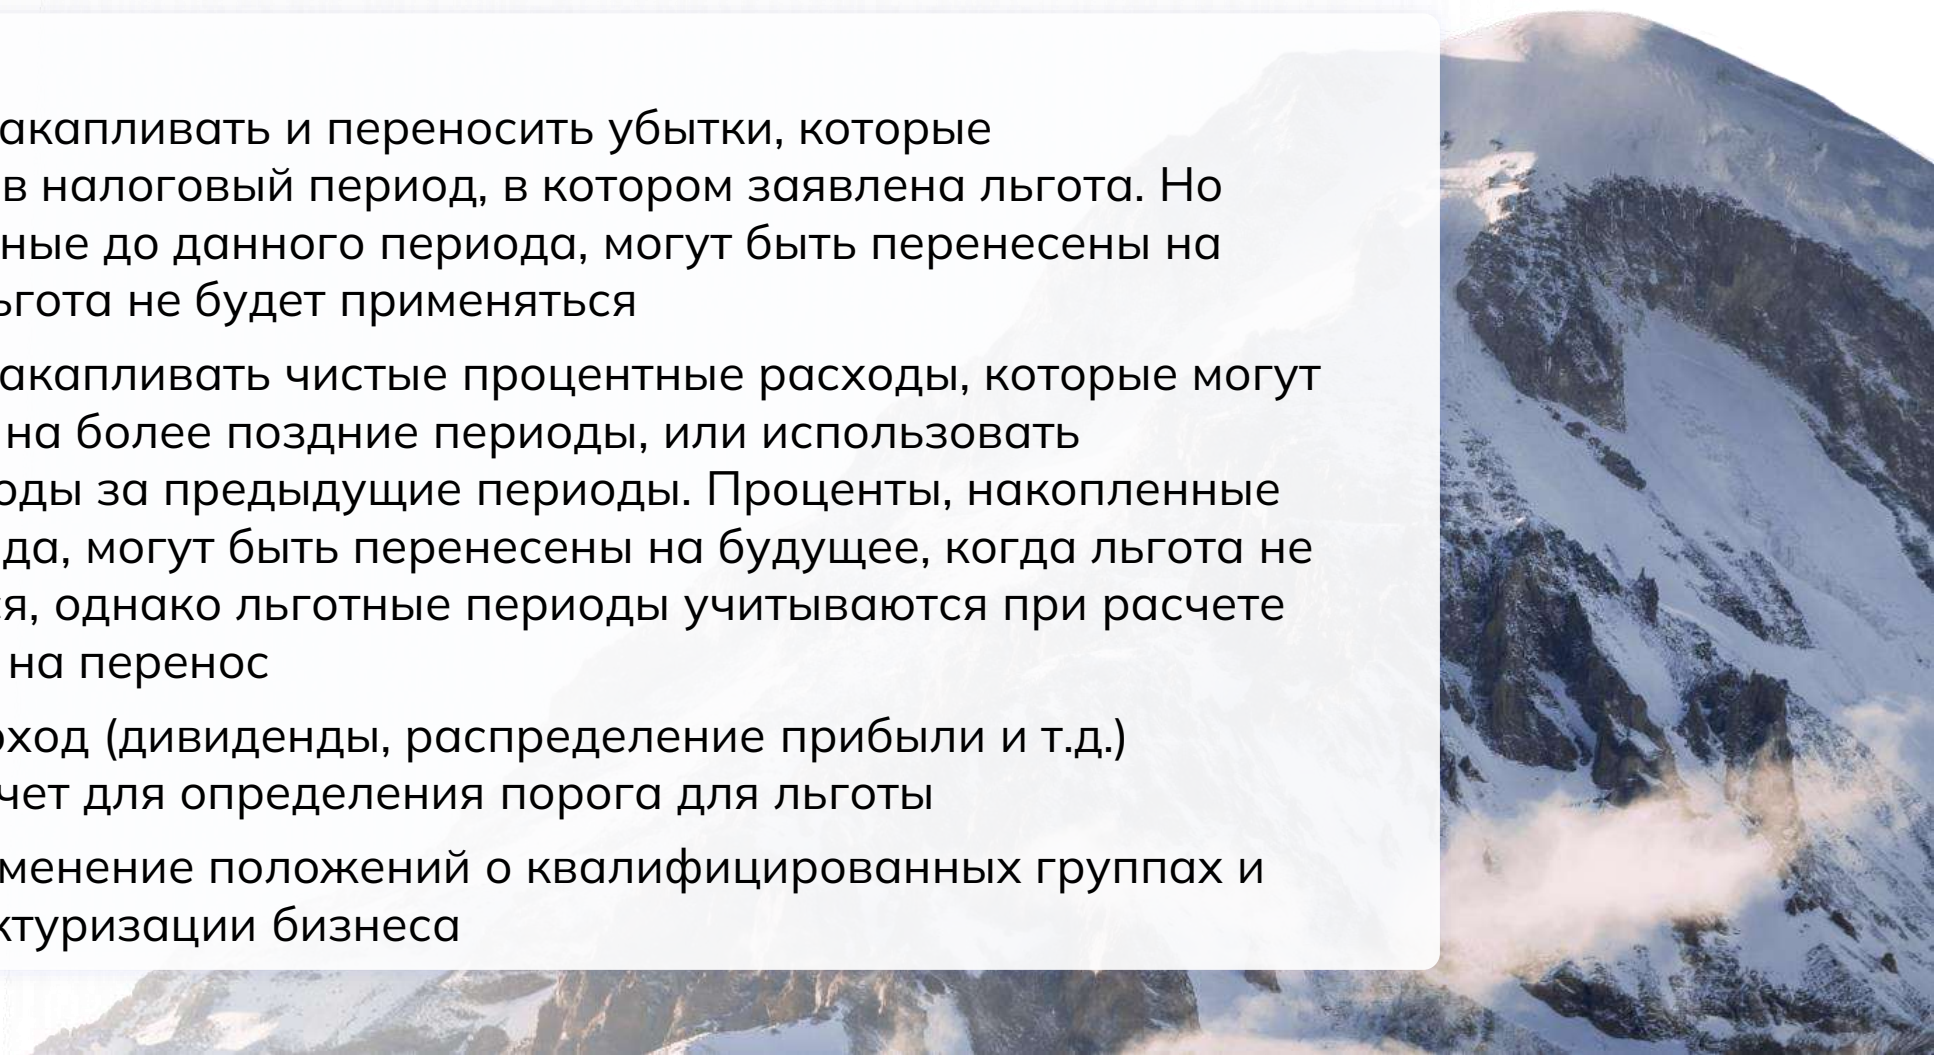 акапливать и переносить убытки, которые
в налоговый период, в котором заявлена льгота. Но
ные до данного периода, могут быть перенесены на
ьгота не будет применяться
акапливать чистые процентные расходы, которые могут
на более поздние периоды, или использовать
оды за предыдущие периоды. Проценты, накопленные
да, могут быть перенесены на будущее, когда льгота не
ся, однако льготные периоды учитываются при расчете
на перенос
оход (дивиденды, распределение прибыли и т.д.)
чет для определения порога для льготы
менение положений о квалифицированных группах и
ктуризации бизнеса